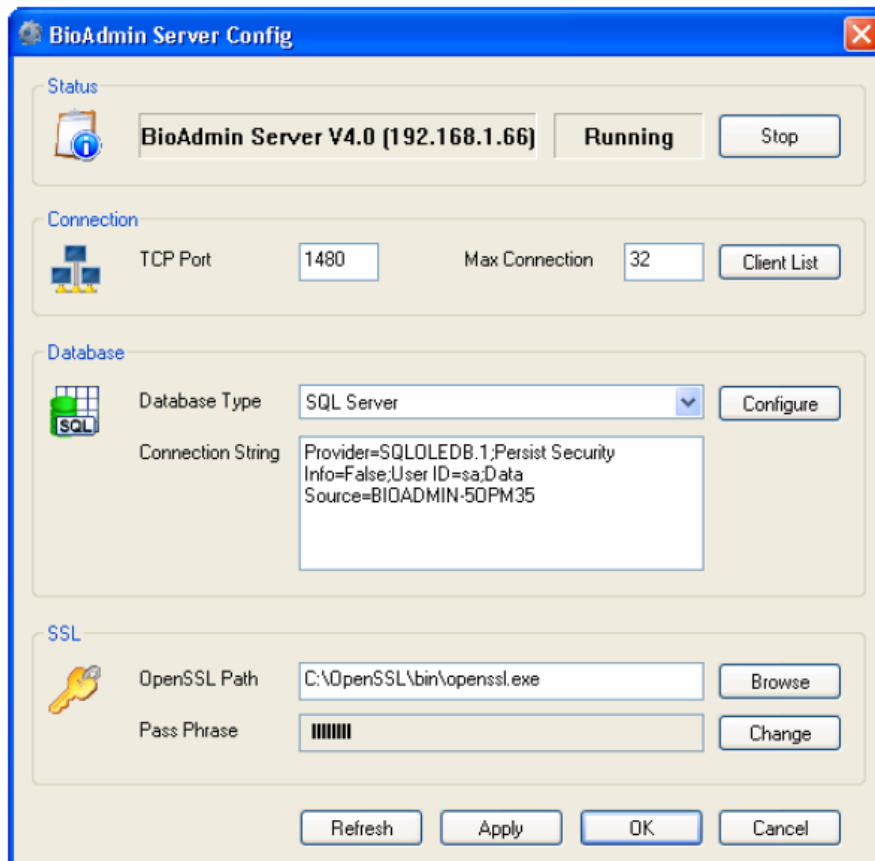 BioAdmin Server Config
Status
BioAdmin Server V4.0 (192.168.1.66) Running Stop
Connection
TCP Port 1480 Max Connection 32 Client List
Database
Database Type SQL Server Configure
SQL
Connection String Provider=SQLOLEDB.1;Persist Security
Info=False;User ID=sa;Data
Source=BIOADMIN-5OPM35
SSL
OpenSSL Path C:\OpenSSL\bin\openssl.exe Browse
Pass Phrase Change
Refresh Apply OK Cancel